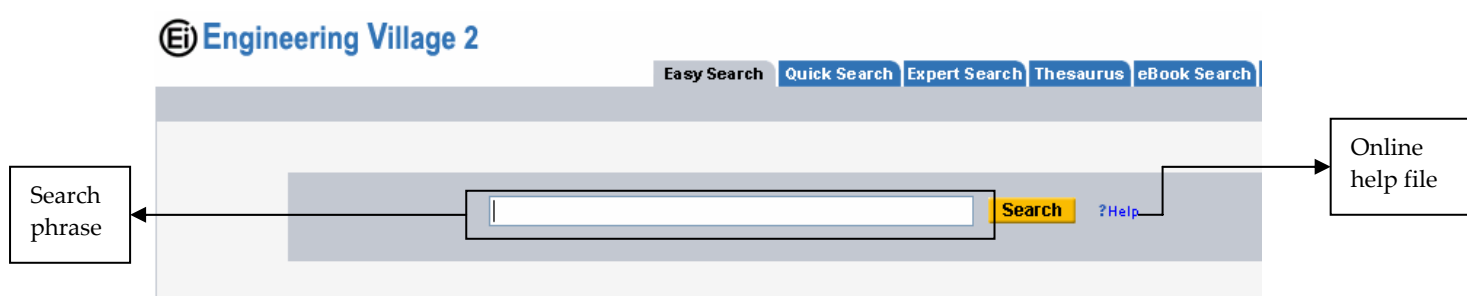 Ei Engineering Village 2
Easy Search Quick Search Expert Search Thesaurus eBook Search
Online
help file
Search
phrase
Search ?Help